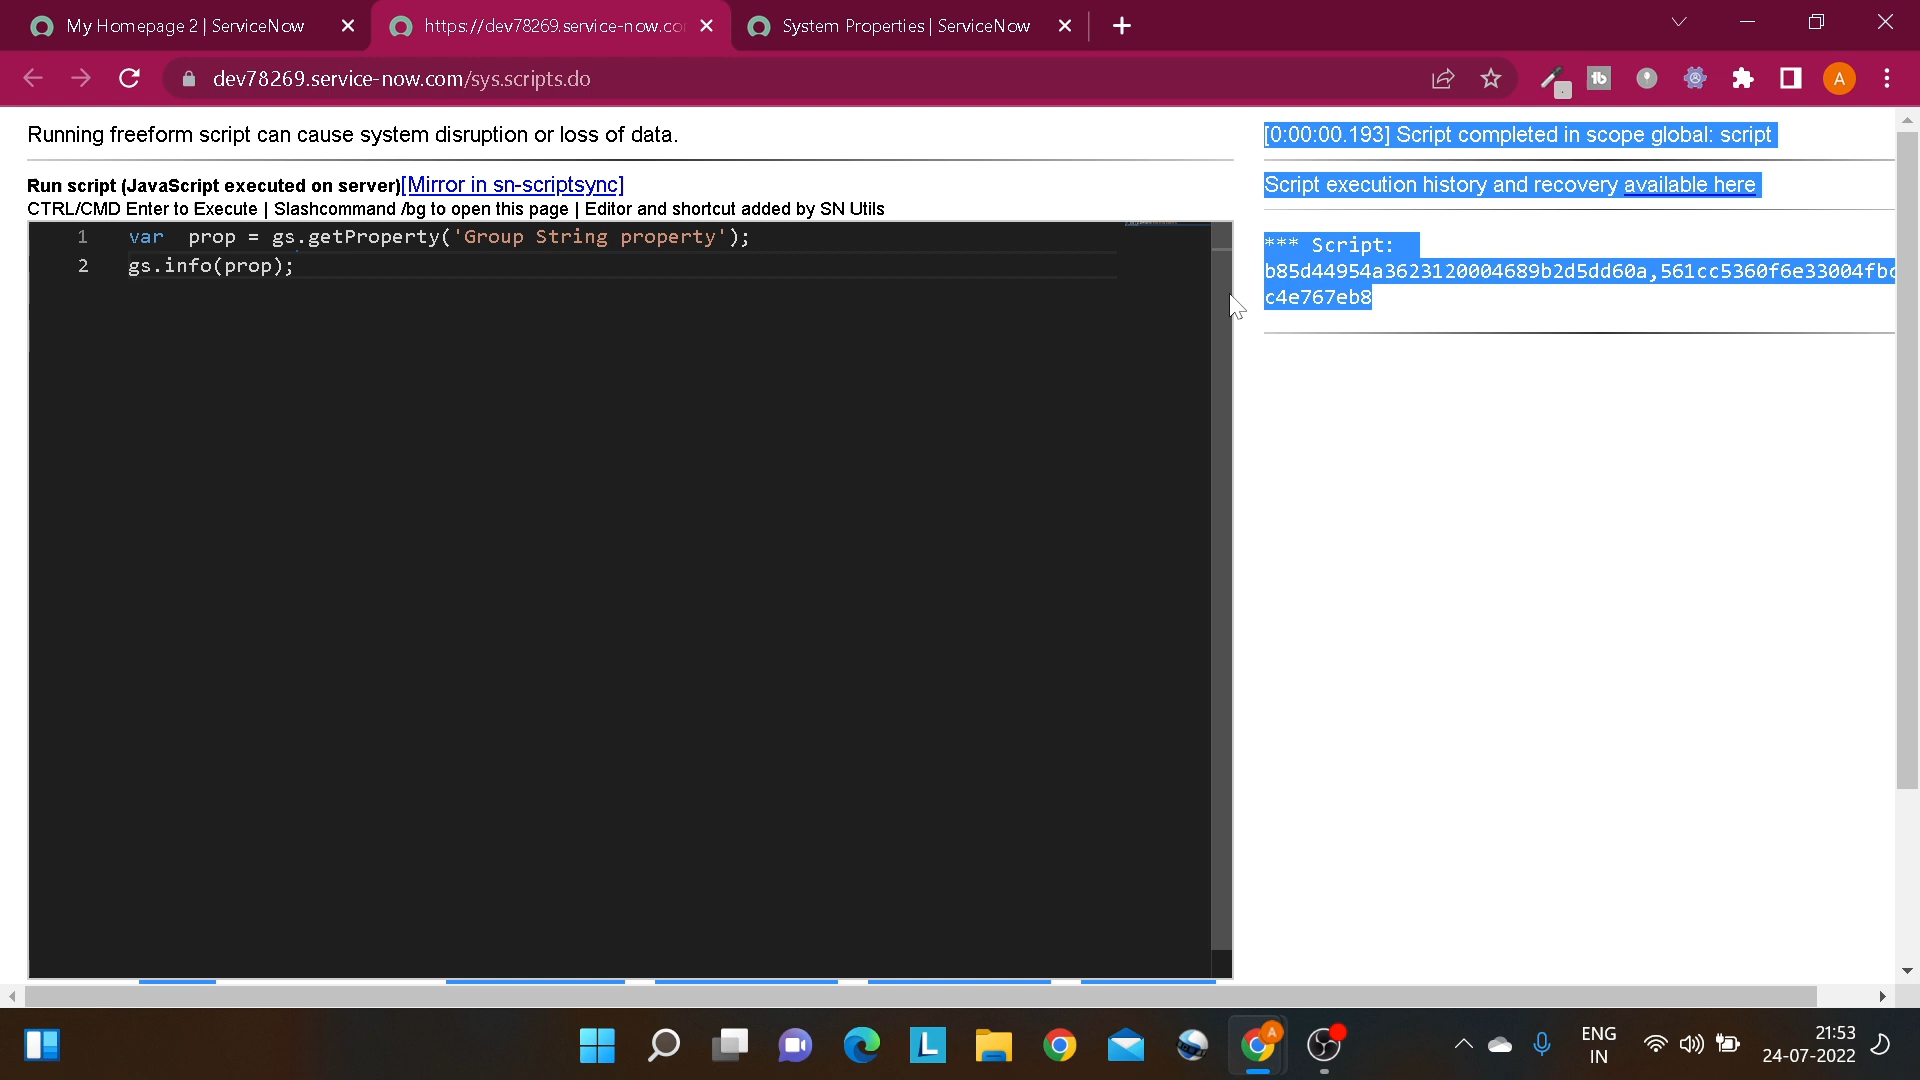 My Homepage 2 | ServiceNow
https://dev78269.service-now.co
System Properties | ServiceNow
dev78269.service-now.com/sys.scripts.do
A
Running freeform script can cause system disruption or loss of data.
Run script (JavaScript executed on server)[Mirror in sn-scriptsync]
CTRL/CMD Enter to Execute | Slashcommand /bg to open this page | Editor and shortcut added by SN Utils
1 var  prop = gs.getProperty('Group String property');
2 gs.info(prop);
[0:00:00.193] Script completed in scope global: script
Script execution history and recovery available here
*** Script:
b85d44954a3623120004689b2d5dd60a,561cc5360f6e33004fbc
c4e767eb8
L
A
ENG
IN
21:53
24-07-2022